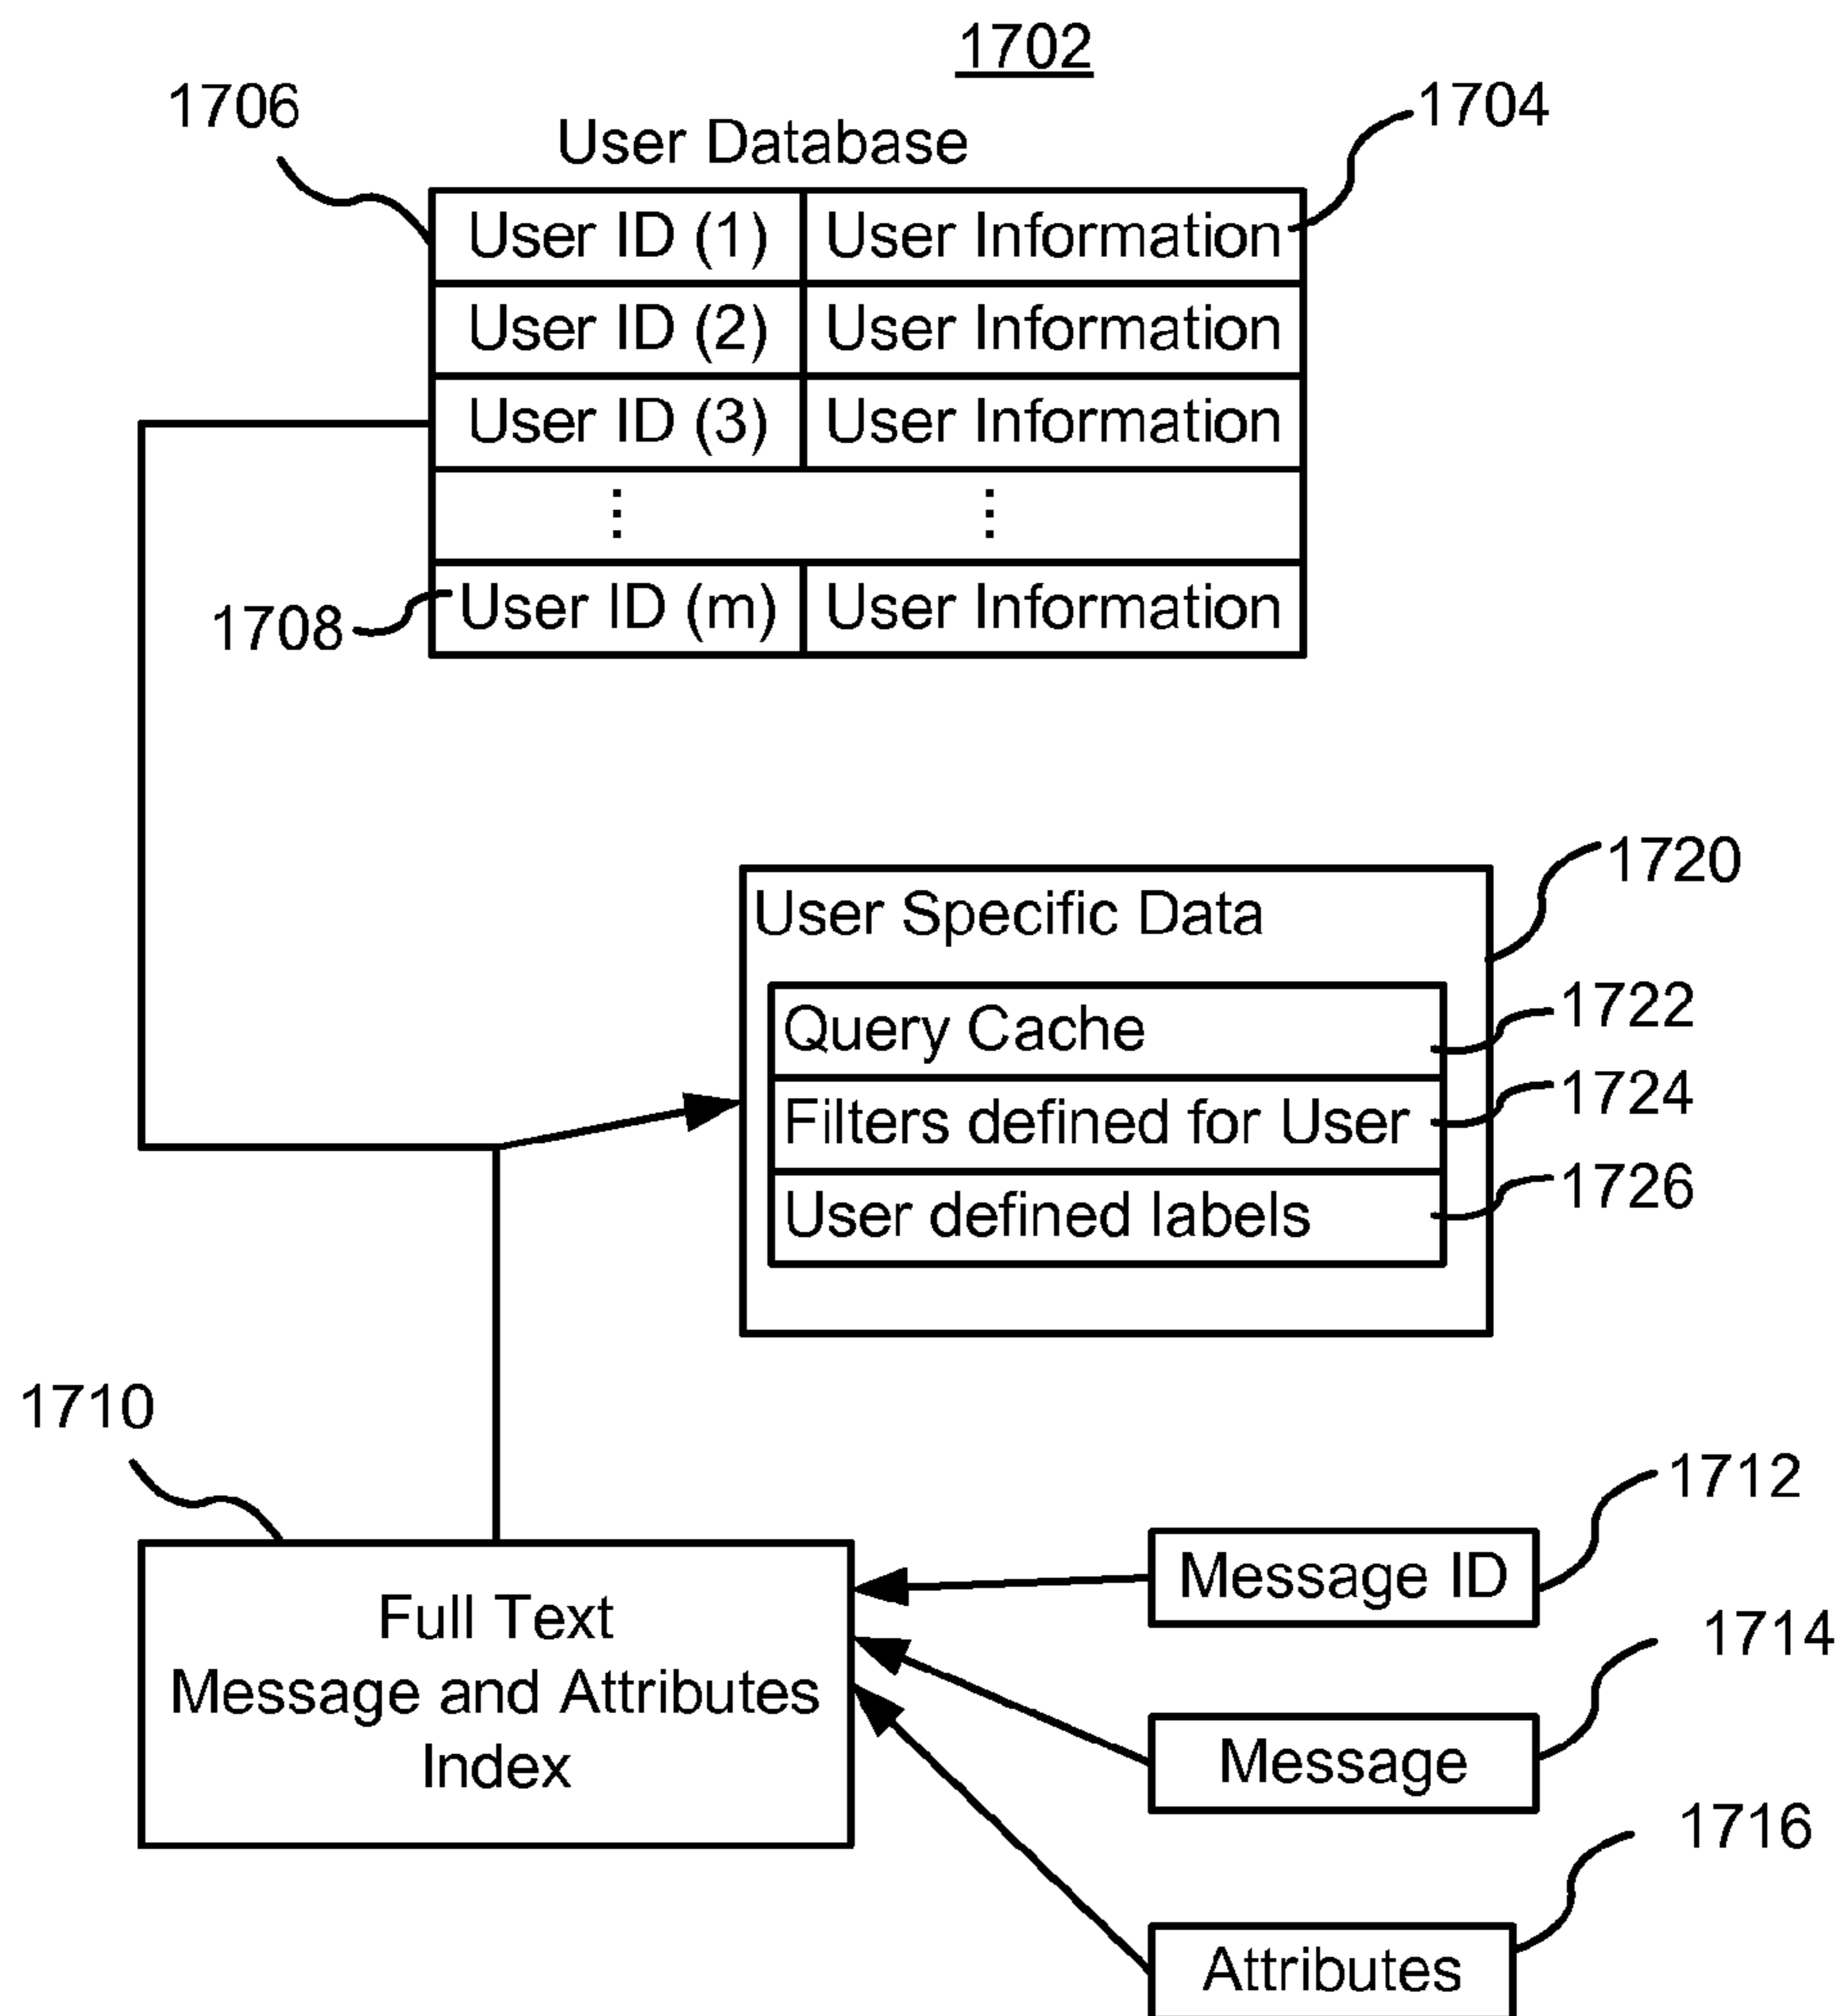 1702
1706
1704
User Database
User ID (1) User Information
User ID (2) User Information
User ID (3) User Information
⋮ ⋮
User ID (m) User Information
1708
1720
User Specific Data
Query Cache
1722
Filters defined for User
1724
User defined labels
1726
1710
Full Text
Message and Attributes
Index
Message ID
1712
Message
1714
Attributes
1716